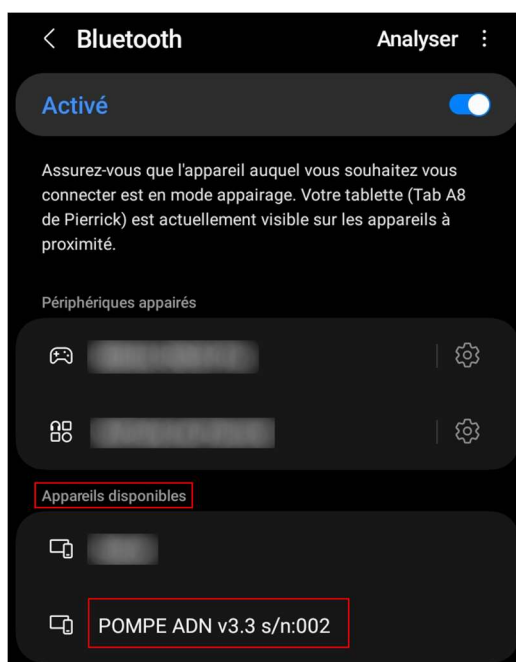 Bluetooth Analyser
Activé
Assurez-vous que l'appareil auquel vous souhaitez vous
connecter est en mode appairage. Votre tablette (Tab A8
de Pierrick) est actuellement visible sur les appareils à
proximité.
Périphériques appairés
Appareils disponibles
POMPE ADN v3.3 s/n:002